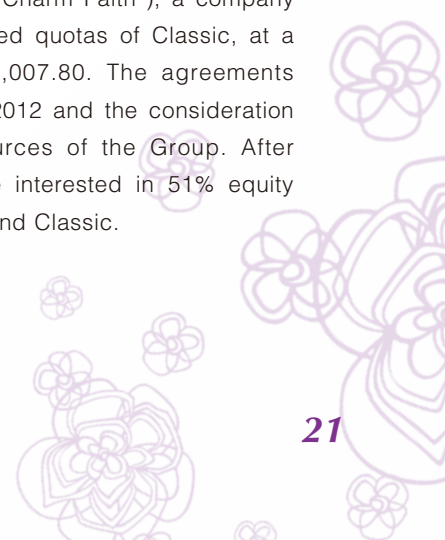 Charm Faith"), a company
ed quotas of Classic, at a
,007.80. The agreements
2012 and the consideration
urces of the Group. After
e interested in 51% equity
nd Classic.
21